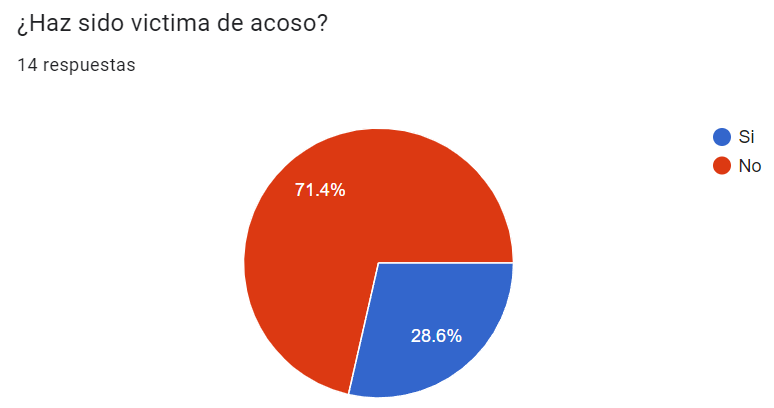 ¿Haz sido victima de acoso?
14 respuestas
Si
No
71.4%
28.6%